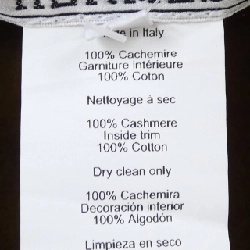 in Italy
100% Cachemire
Garniture intérieure
100% Coton
Nettoyage à sec
100% Cashmere
Inside trim
100% Cotton
Dry clean only
100% Cachemira
Decoración inferior
100% Algodón
Limpieza en seco